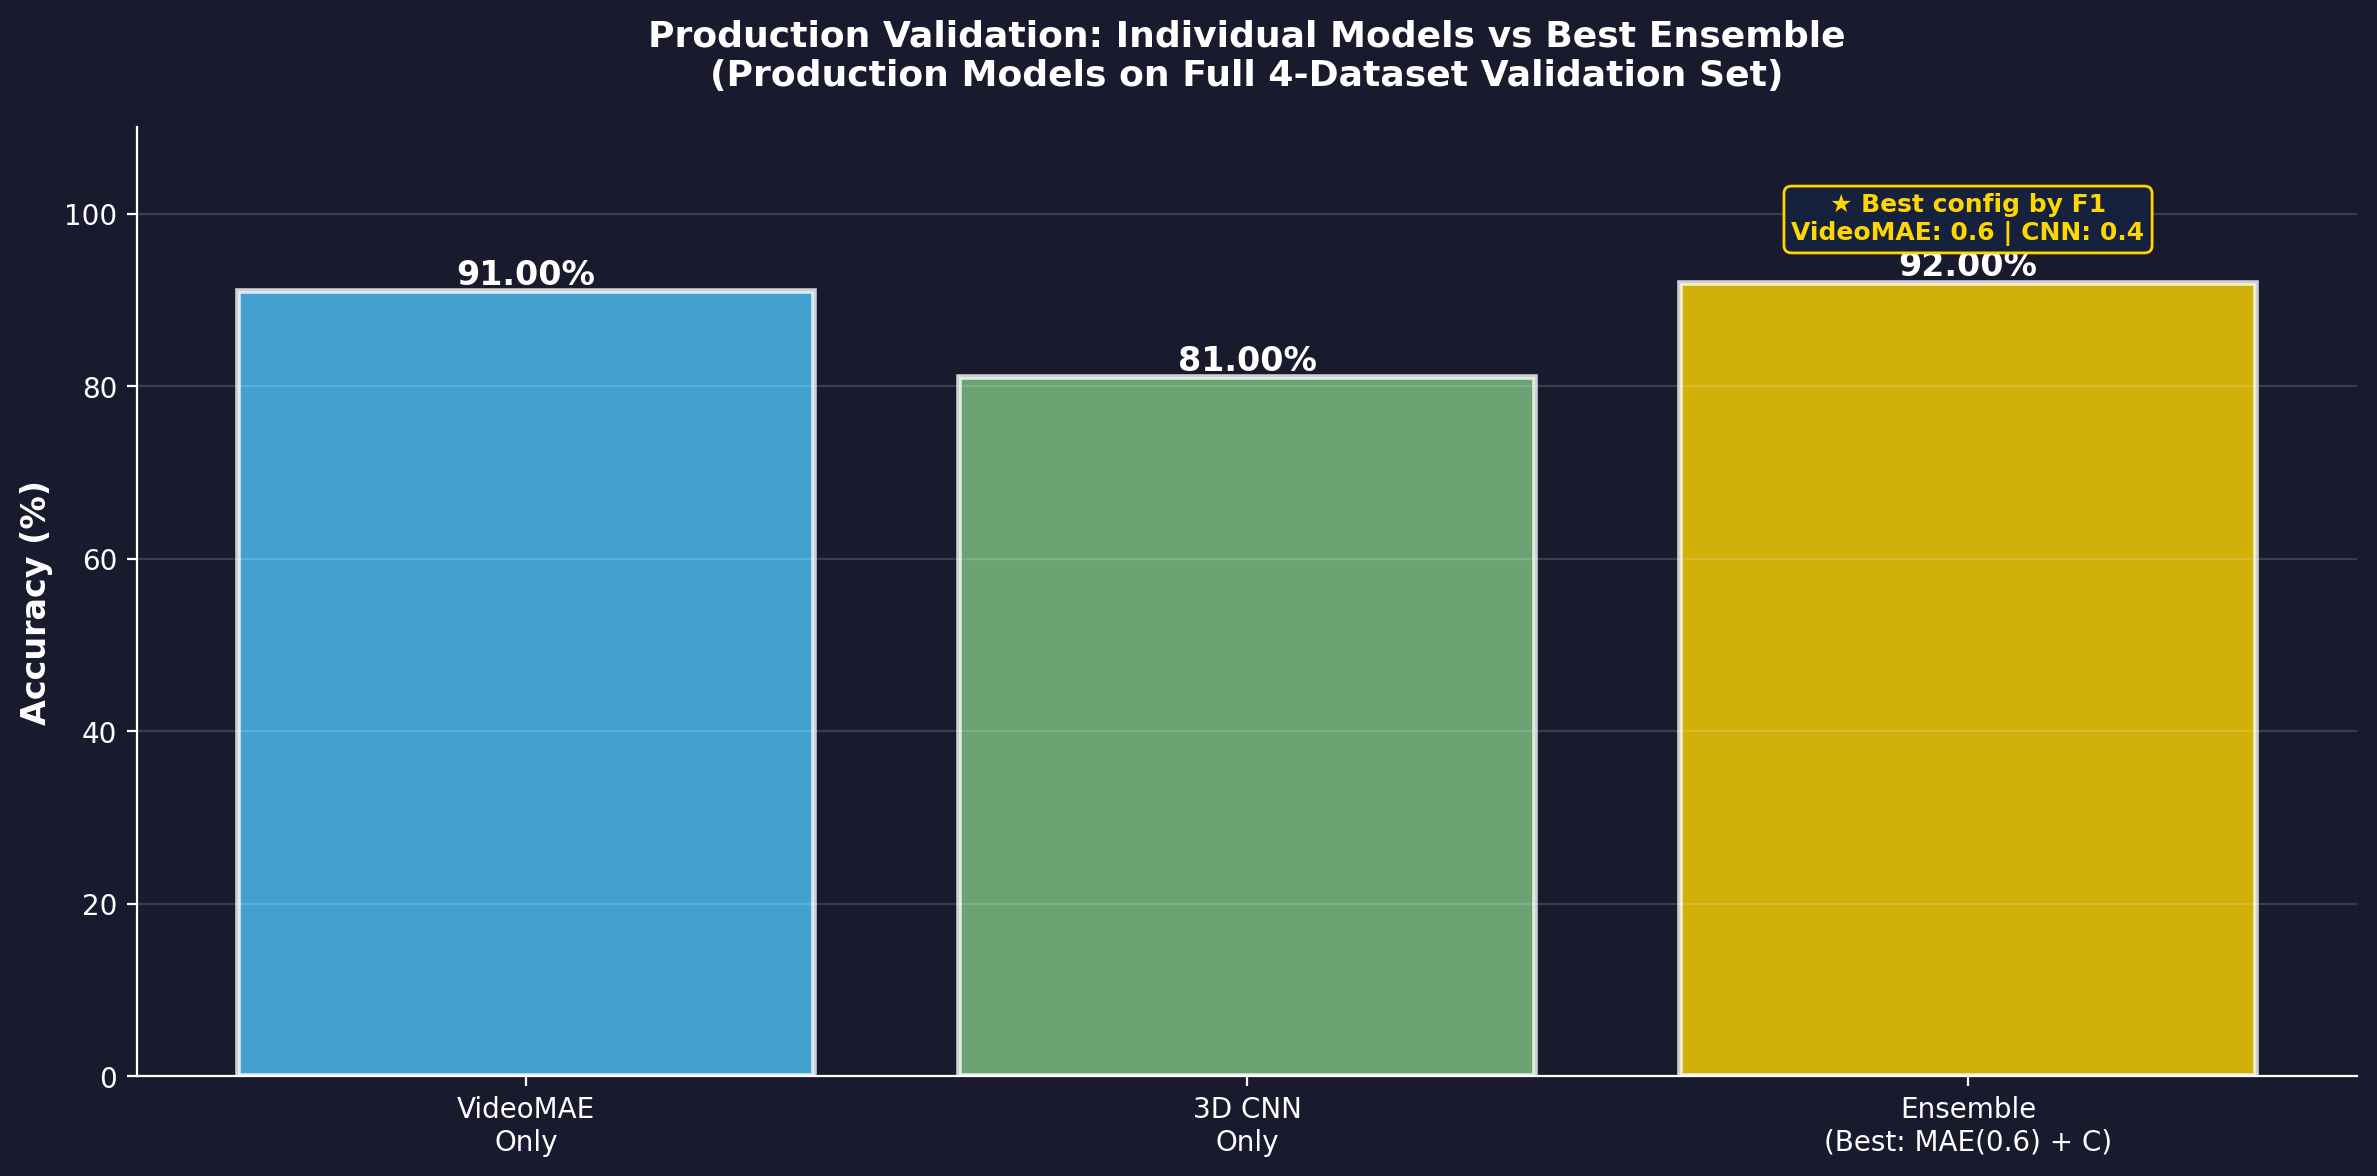 Production Validation: Individual Models vs Best Ensemble
(Production Models on Full 4-Dataset Validation Set)
Accuracy (%)
100
80
60
40
20
0
★ Best config by F1
VideoMAE: 0.6 | CNN: 0.4
91.00%
81.00%
92.00%
VideoMAE
Only
3D CNN
Only
Ensemble
(Best: MAE(0.6) + C)